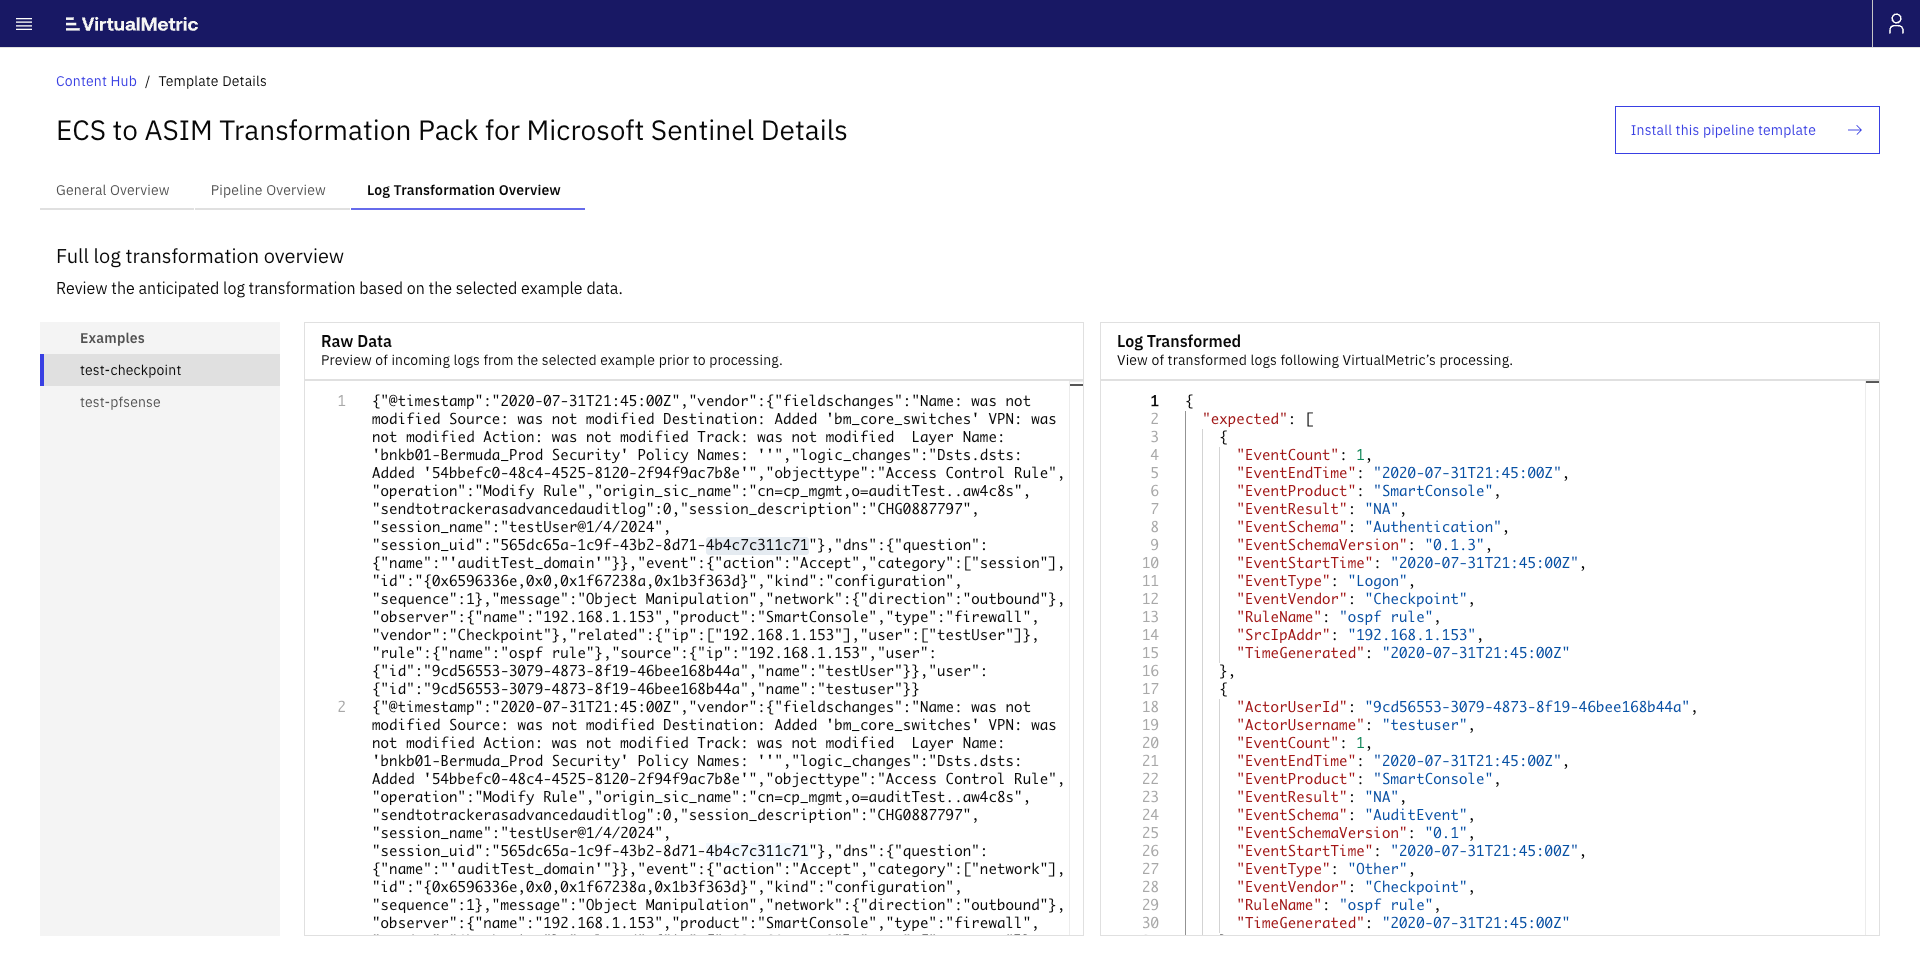 VirtualMetric
Content Hub / Template Details
ECS to ASIM Transformation Pack for Microsoft Sentinel Details
Install this pipeline template
General Overview
Pipeline Overview
Log Transformation Overview
Full log transformation overview
Review the anticipated log transformation based on the selected example data.
Examples
test-checkpoint
test-pfsense
Raw Data
Preview of incoming logs from the selected example prior to processing.
1 {"@timestamp":"2020-07-31T21:45:00Z","vendor":{"fieldschanges":"Name: was not
modified Source: was not modified Destination: Added 'bm_core_switches' VPN: was
not modified Action: was not modified Track: was not modified  Layer Name:
'bnkb01-Bermuda_Prod Security' Policy Names: ''","logic_changes":"Dsts.dsts:
Added '54bbefc0-48c4-4525-8120-2f94f9ac7b8e'","objecttype":"Access Control Rule",
"operation":"Modify Rule","origin_sic_name":"cn=cp_mgmt,o=auditTest..aw4c8s",
"sendtotrackerasadvancedauditlog":0,"session_description":"CHG0887797",
"session_name":"testUser@1/4/2024",
"session_uid":"565dc65a-1c9f-43b2-8d71-4b4c7c311c71"},"dns":{"question":
{"name":"'auditTest_domain'"}},"event":{"action":"Accept","category":["session"],
"id":"{0x6596336e,0x0,0x1f67238a,0x1b3f363d}","kind":"configuration",
"sequence":1},"message":"Object Manipulation","network":{"direction":"outbound"},
"observer":{"name":"192.168.1.153","product":"SmartConsole","type":"firewall",
"vendor":"Checkpoint"},"related":{"ip":["192.168.1.153"],"user":["testUser"]},
"rule":{"name":"ospf rule"},"source":{"ip":"192.168.1.153","user":
{"id":"9cd56553-3079-4873-8f19-46bee168b44a","name":"testUser"}},"user":
{"id":"9cd56553-3079-4873-8f19-46bee168b44a","name":"testuser"}}
2 {"@timestamp":"2020-07-31T21:45:00Z","vendor":{"fieldschanges":"Name: was not
modified Source: was not modified Destination: Added 'bm_core_switches' VPN: was
not modified Action: was not modified Track: was not modified  Layer Name:
'bnkb01-Bermuda_Prod Security' Policy Names: ''","logic_changes":"Dsts.dsts:
Added '54bbefc0-48c4-4525-8120-2f94f9ac7b8e'","objecttype":"Access Control Rule",
"operation":"Modify Rule","origin_sic_name":"cn=cp_mgmt,o=auditTest..aw4c8s",
"sendtotrackerasadvancedauditlog":0,"session_description":"CHG0887797",
"session_name":"testUser@1/4/2024",
"session_uid":"565dc65a-1c9f-43b2-8d71-4b4c7c311c71"},"dns":{"question":
{"name":"'auditTest_domain'"}},"event":{"action":"Accept","category":["network"],
"id":"{0x6596336e,0x0,0x1f67238a,0x1b3f363d}","kind":"configuration",
"sequence":1},"message":"Object Manipulation","network":{"direction":"outbound"},
"observer":{"name":"192.168.1.153","product":"SmartConsole","type":"firewall",
Log Transformed
View of transformed logs following VirtualMetric's processing.
1 {
2 "expected": [
3 {
4 "EventCount": 1,
5 "EventEndTime": "2020-07-31T21:45:00Z",
6 "EventProduct": "SmartConsole",
7 "EventResult": "NA",
8 "EventSchema": "Authentication",
9 "EventSchemaVersion": "0.1.3",
10 "EventStartTime": "2020-07-31T21:45:00Z",
11 "EventType": "Logon",
12 "EventVendor": "Checkpoint",
13 "RuleName": "ospf rule",
14 "SrcIpAddr": "192.168.1.153",
15 "TimeGenerated": "2020-07-31T21:45:00Z"
16 },
17 {
18 "ActorUserId": "9cd56553-3079-4873-8f19-46bee168b44a",
19 "ActorUsername": "testuser",
20 "EventCount": 1,
21 "EventEndTime": "2020-07-31T21:45:00Z",
22 "EventProduct": "SmartConsole",
23 "EventResult": "NA",
24 "EventSchema": "AuditEvent",
25 "EventSchemaVersion": "0.1",
26 "EventStartTime": "2020-07-31T21:45:00Z",
27 "EventType": "Other",
28 "EventVendor": "Checkpoint",
29 "RuleName": "ospf rule",
30 "TimeGenerated": "2020-07-31T21:45:00Z"